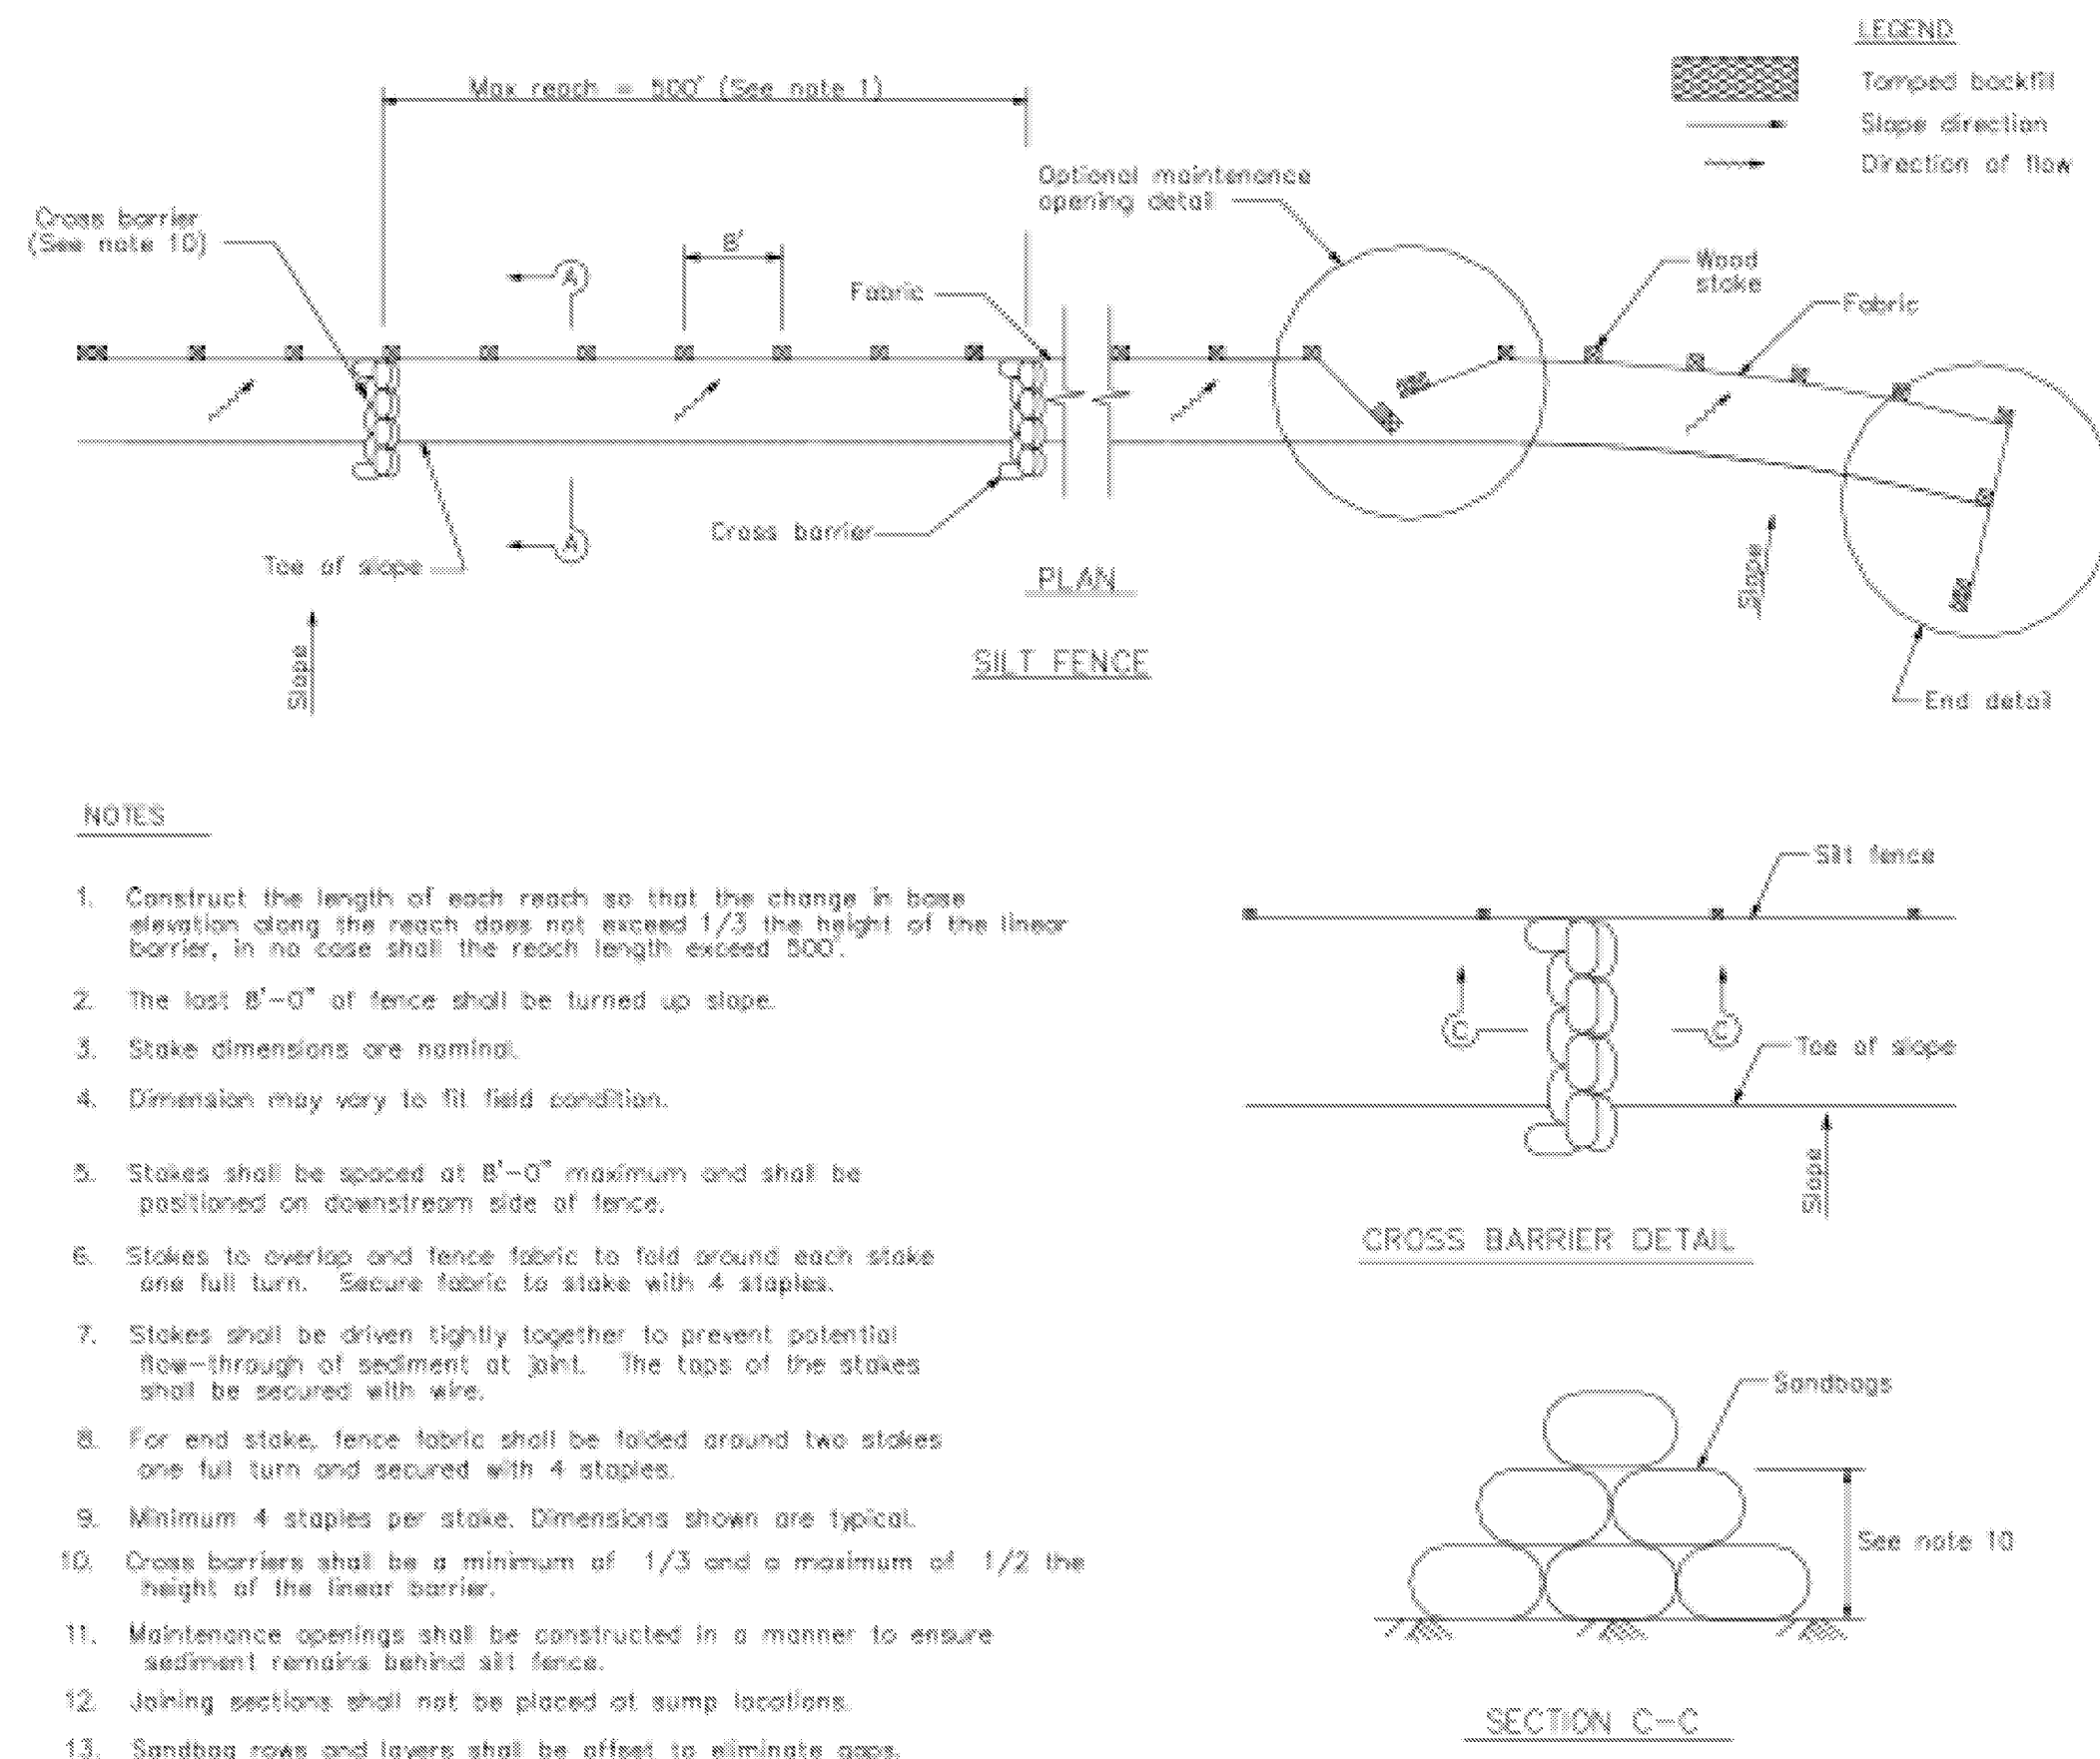 LEGEND
Tamped backfill
Slope direction
Direction of flow
Max reach = 500' (See note 1)
Optional maintenance
opening detail
Cross barrier
(See note 10)
8'
A
Fabric
Wood
stake
Fabric
Cross barrier
A
Toe of slope
PLAN
Slope
Slope
SILT FENCE
End detail
NOTES
1. Construct the length of each reach so that the change in base
elevation along the reach does not exceed 1/3 the height of the linear
barrier, in no case shall the reach length exceed 500'.
2. The last 8'-0" of fence shall be turned up slope.
3. Stake dimensions are nominal.
4. Dimension may vary to fit field condition.
5. Stakes shall be spaced at 8'-0" maximum and shall be
positioned on downstream side of fence.
6. Stakes to overlap and fence fabric to fold around each stake
one full turn. Secure fabric to stake with 4 staples.
7. Stakes shall be driven tightly together to prevent potential
flow-through of sediment at joint. The tops of the stakes
shall be secured with wire.
8. For end stake, fence fabric shall be folded around two stakes
one full turn and secured with 4 staples.
9. Minimum 4 staples per stake. Dimensions shown are typical.
10. Cross barriers shall be a minimum of 1/3 and a maximum of 1/2 the
height of the linear barrier.
11. Maintenance openings shall be constructed in a manner to ensure
sediment remains behind silt fence.
12. Joining sections shall not be placed at sump locations.
13. Sandbag rows and layers shall be offset to eliminate gaps.
Silt fence
C
C
Toe of slope
Slope
CROSS BARRIER DETAIL
Sandbags
See note 10
SECTION C-C